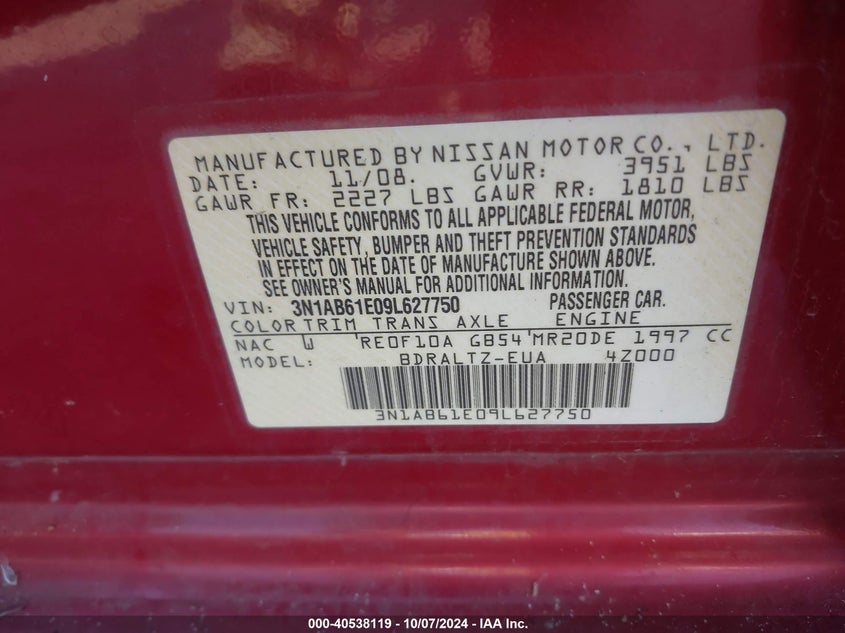 MANUFACTURED BY NISSAN MOTOR CO., LTD.
DATE: 11/08. GVWR: 3951 LBS
GAWR FR: 2227 LBS GAWR RR: 1810 LBS
THIS VEHICLE CONFORMS TO ALL APPLICABLE FEDERAL MOTOR,
VEHICLE SAFETY, BUMPER AND THEFT PREVENTION STANDARDS
IN EFFECT ON THE DATE OF MANUFACTURE SHOWN ABOVE.
SEE OWNER'S MANUAL FOR ADDITIONAL INFORMATION.
VIN: 3N1AB61E09L627750 PASSENGER CAR.
COLOR TRIM TRANS AXLE ENGINE
NAC W 'RE0F10A GB54'MR20DE 1997 CC
MODEL: BDRALTZ-EUA 4Z000
3N1AB61E09L627750
000-40538119 - 10/07/2024 - IAA Inc.